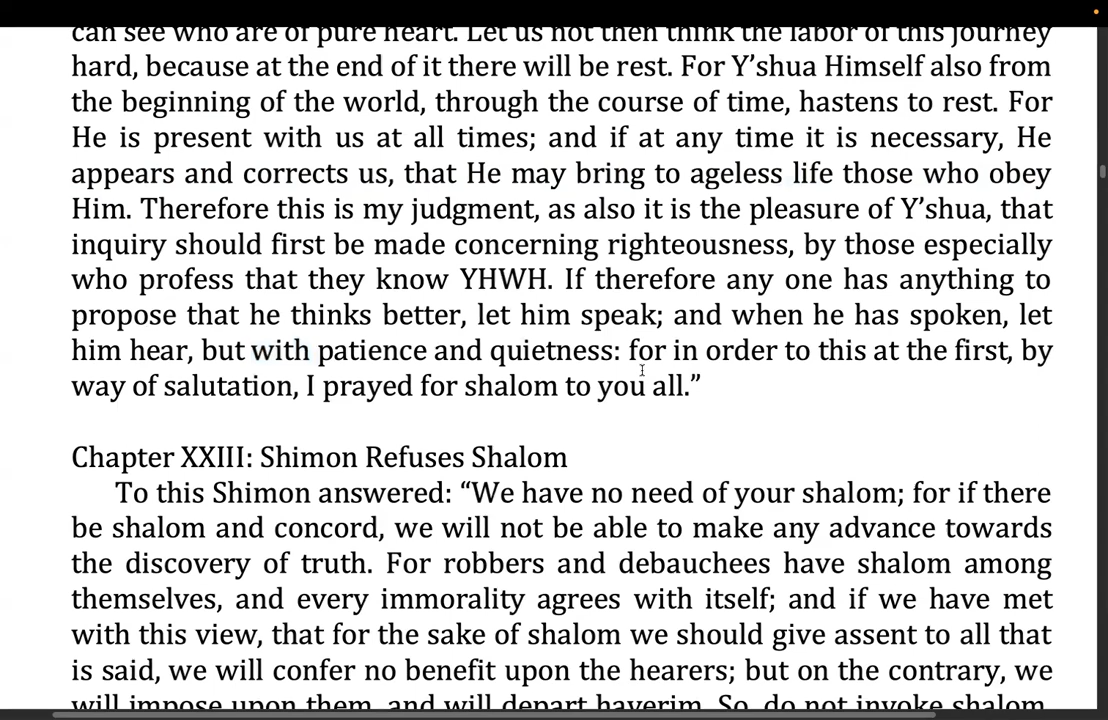 can see who are of pure heart. Let us not then think the labor of this journey
hard, because at the end of it there will be rest. For Y’shua Himself also from
the beginning of the world, through the course of time, hastens to rest. For
He is present with us at all times; and if at any time it is necessary, He
appears and corrects us, that He may bring to ageless life those who obey
Him. Therefore this is my judgment, as also it is the pleasure of Y’shua, that
inquiry should first be made concerning righteousness, by those especially
who profess that they know YHWH. If therefore any one has anything to
propose that he thinks better, let him speak; and when he has spoken, let
him hear, but with patience and quietness: for in order to this at the first, by
way of salutation, I prayed for shalom to you all.”
Chapter XXIII: Shimon Refuses Shalom
To this Shimon answered: “We have no need of your shalom; for if there
be shalom and concord, we will not be able to make any advance towards
the discovery of truth. For robbers and debauchees have shalom among
themselves, and every immorality agrees with itself; and if we have met
with this view, that for the sake of shalom we should give assent to all that
is said, we will confer no benefit upon the hearers; but on the contrary, we
will impose upon them, and will depart haverim. So, do not invoke shalom,